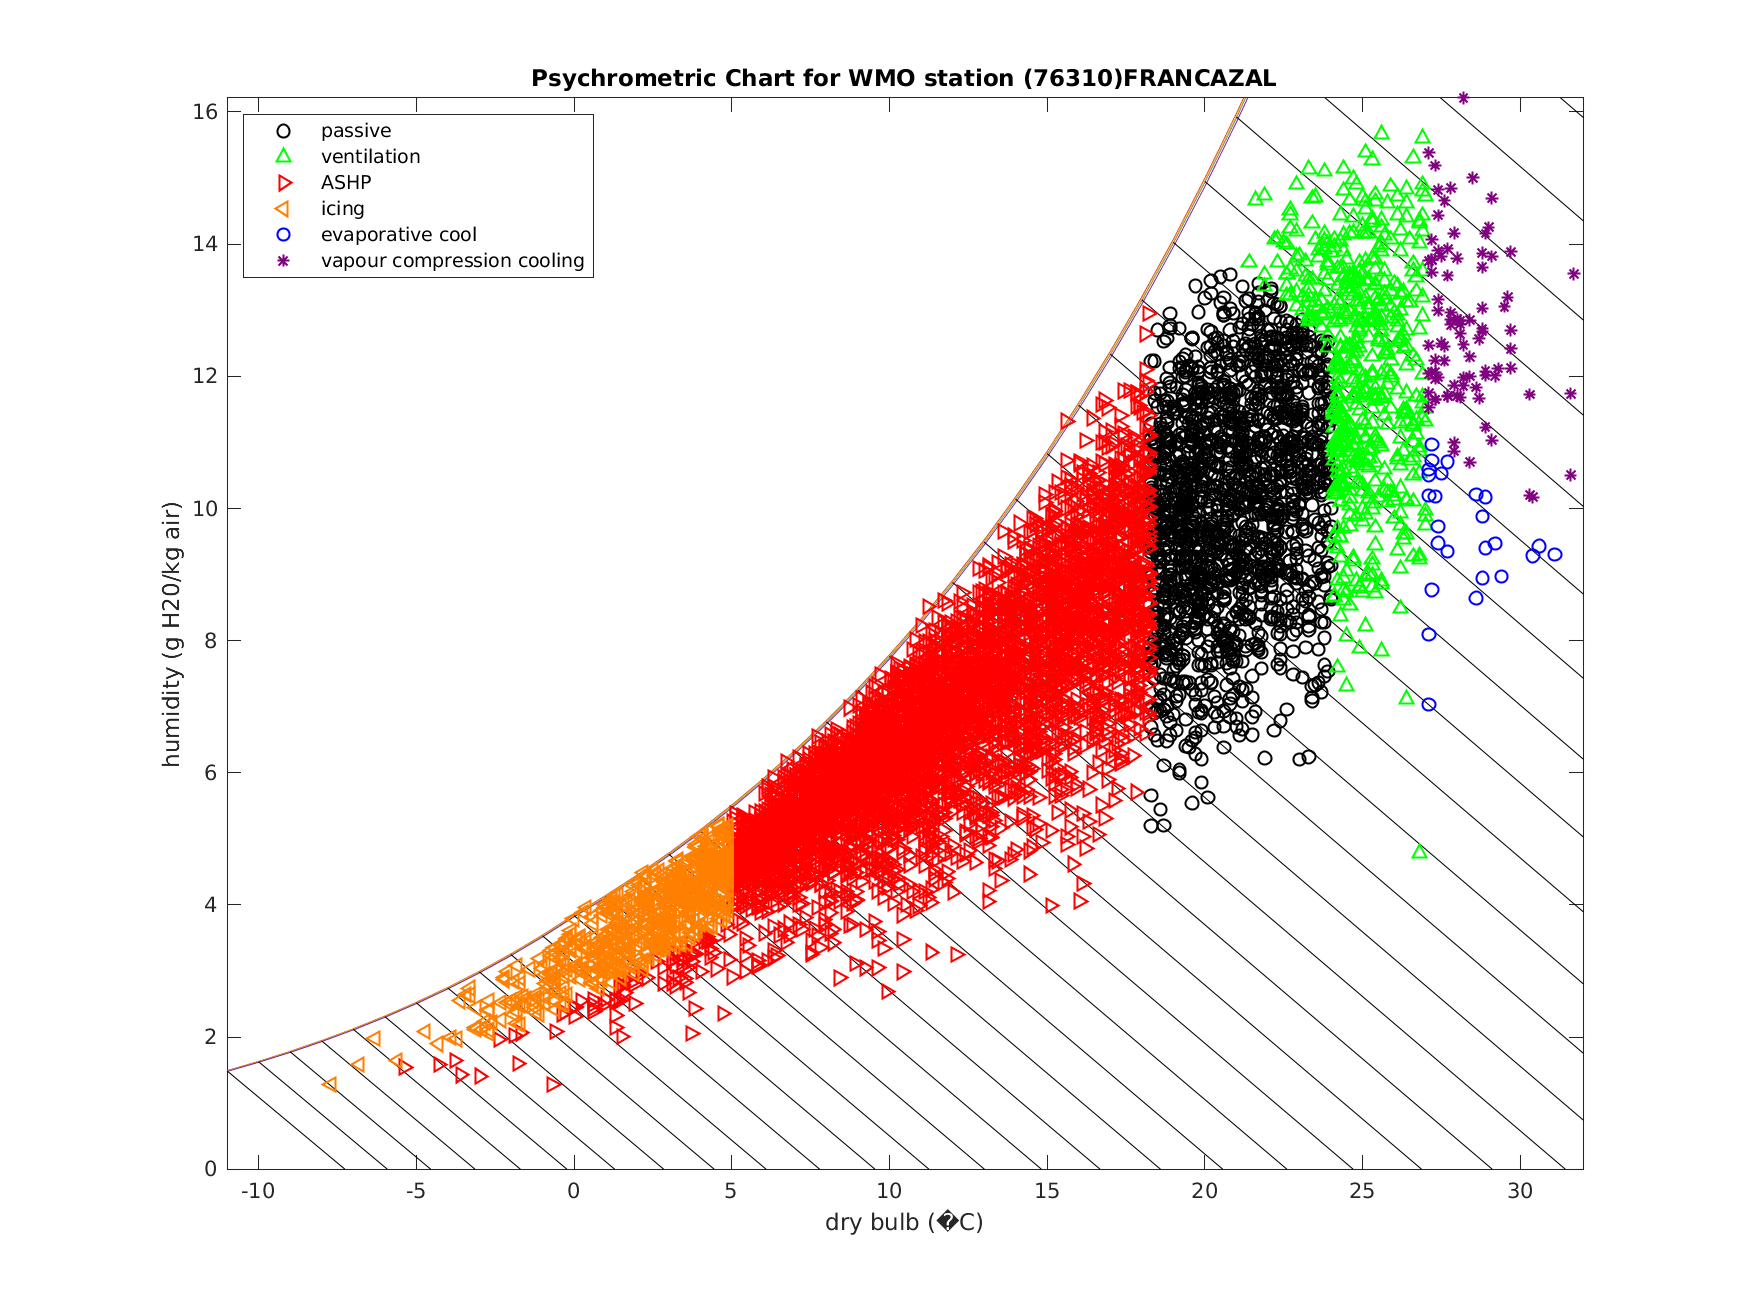 Psychrometric Chart for WMO station (76310)FRANCAZAL
passive
ventilation
ASHP
icing
evaporative cool
vapour compression cooling
humidity (g H20/kg air)
16
14
12
10
8
6
4
2
0
-10 -5 0 5 10 15 20 25 30
dry bulb (�C)